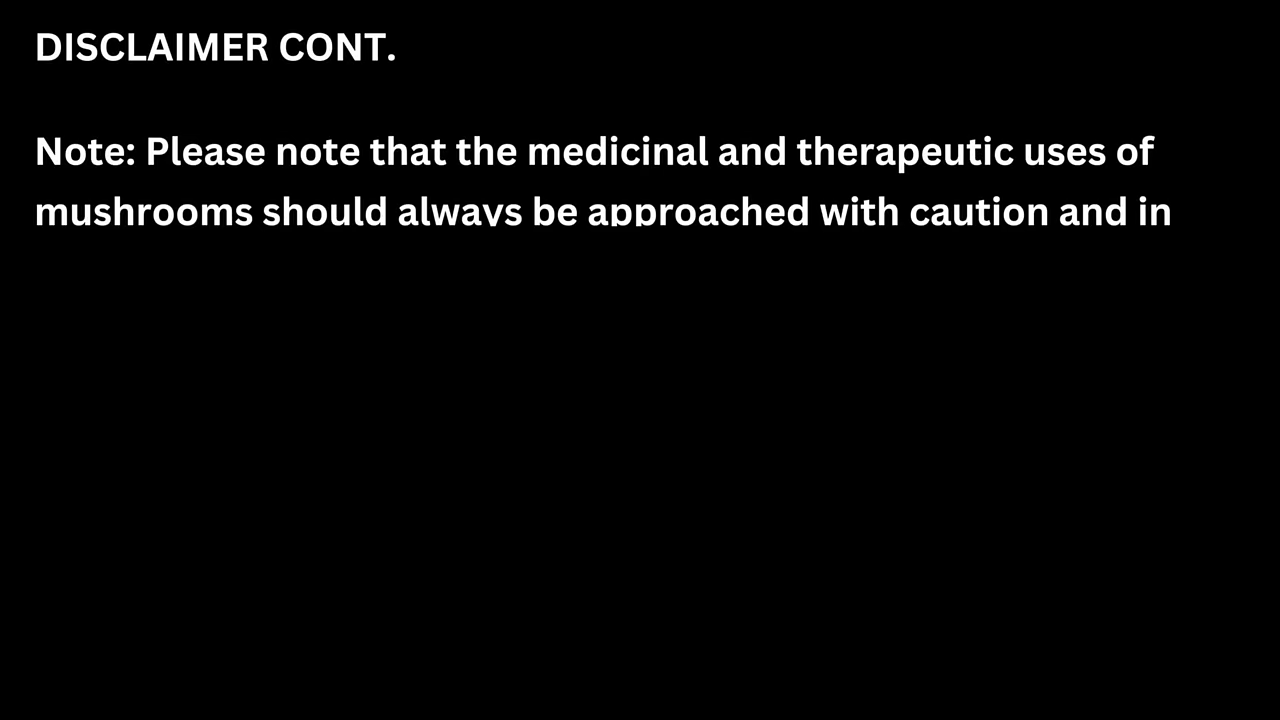 DISCLAIMER CONT.
Note: Please note that the medicinal and therapeutic uses of
mushrooms should always be approached with caution and in